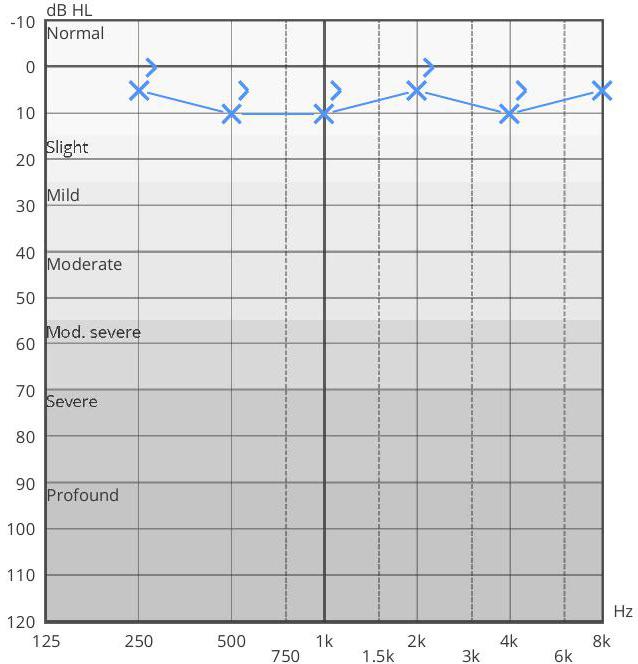 dB HL
-10
Normal
0
10
Slight
20
Mild
30
40
Moderate
50
Mod. severe
60
70
Severe
80
90
Profound
100
110
120
Hz
125 250 500 1k 2k 4k 8k
750 1.5k 3k 6k